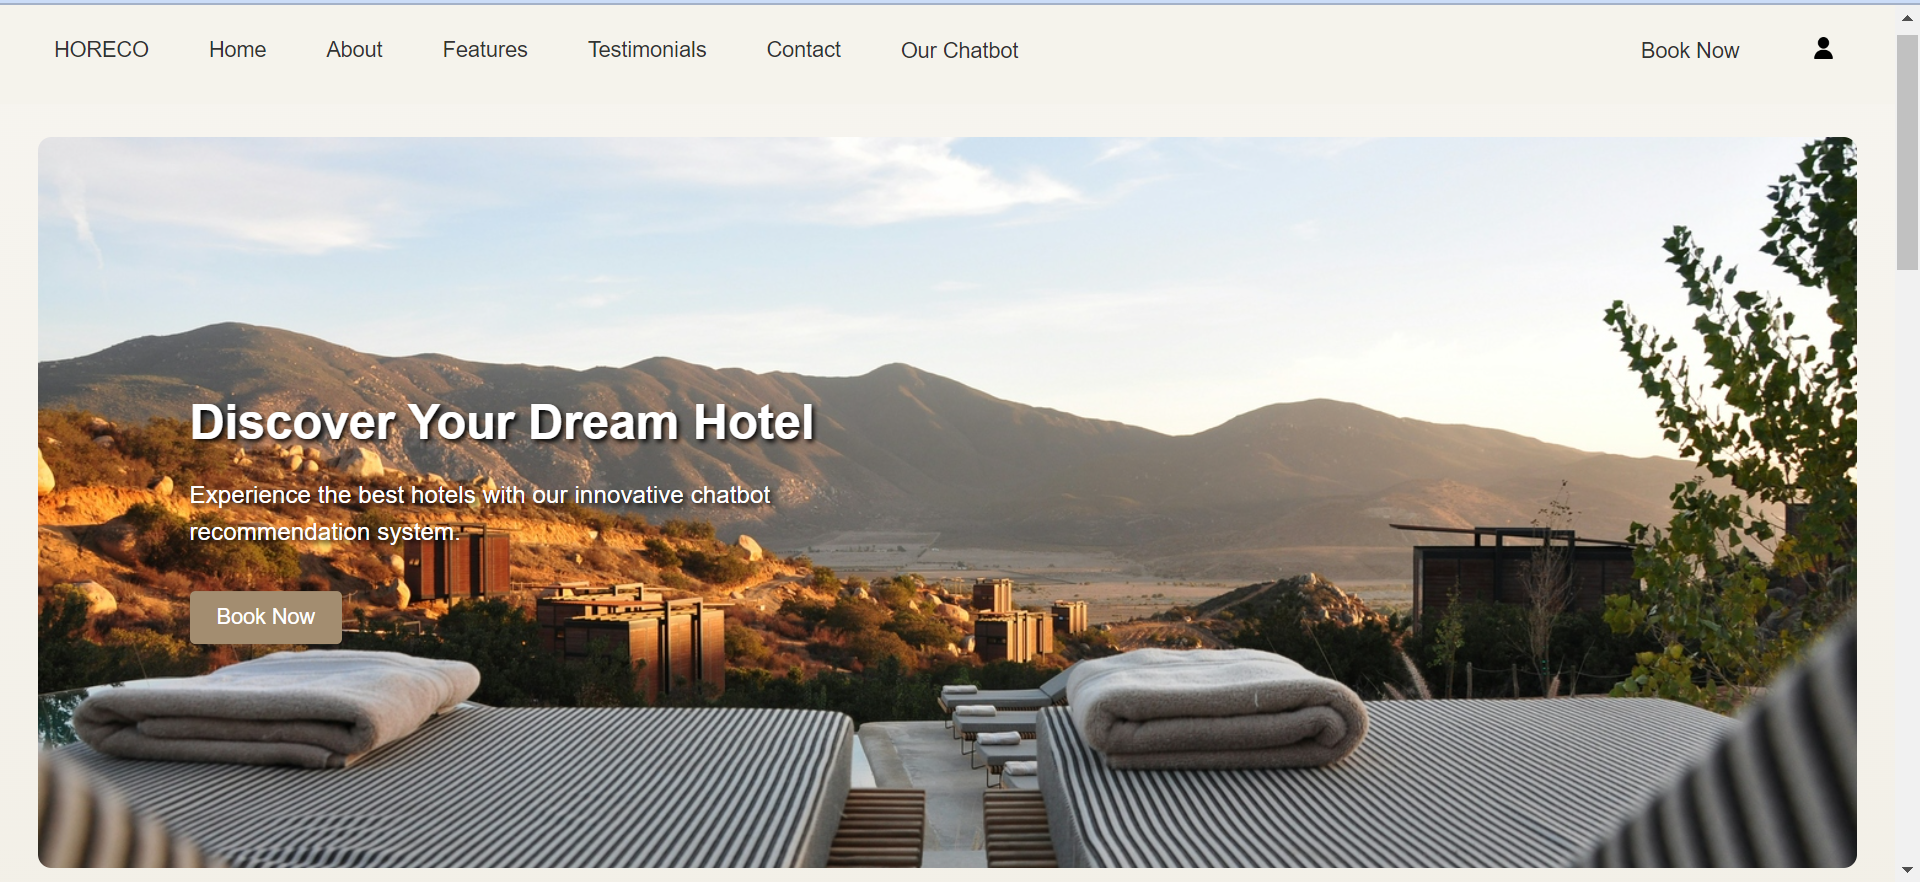 HORECO Home About Features Testimonials Contact Our Chatbot Book Now
Discover Your Dream Hotel
Experience the best hotels with our innovative chatbot
recommendation system.
Book Now